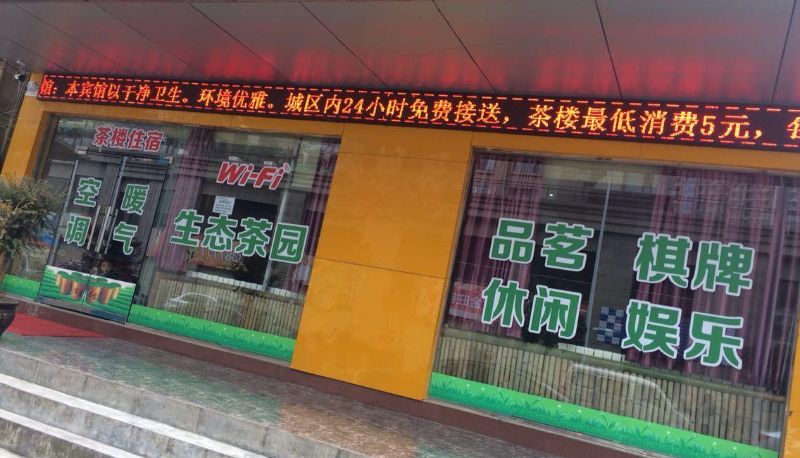 馆：本宾馆以干净卫生。环境优雅。城区内24小时免费接送，茶楼最低消费5元，
茶楼住宿
空 暖
调 气
Wi-Fi
生态茶园
品茗 棋牌
休闲 娱乐